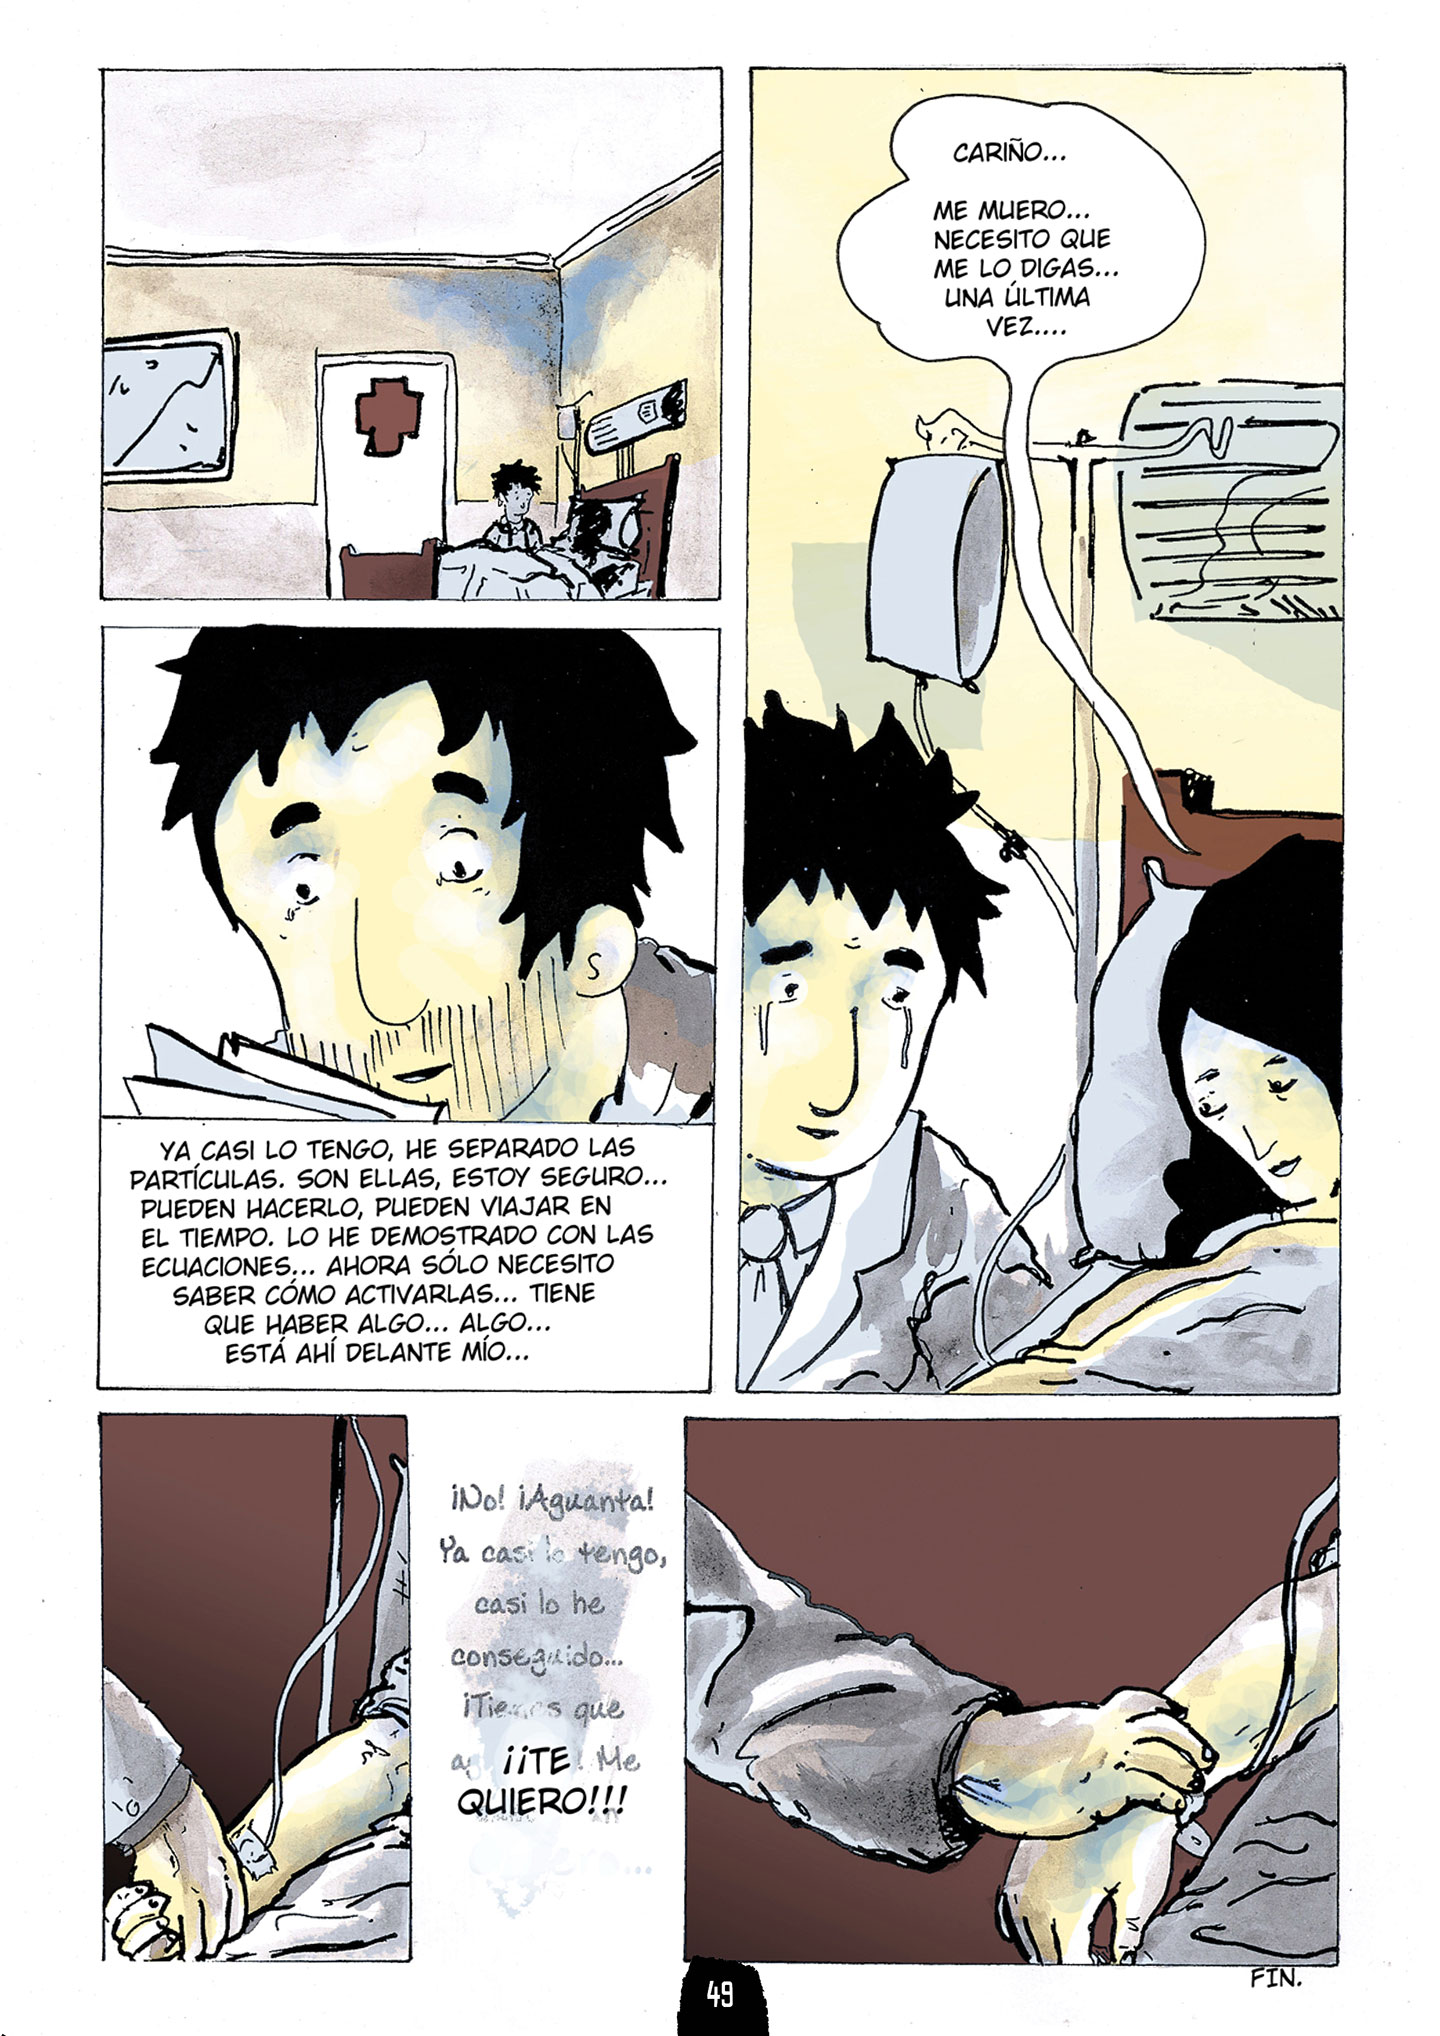 CARIÑO...
ME MUERO...
NECESITO QUE
ME LO DIGAS...
UNA ÚLTIMA
VEZ....
YA CASI LO TENGO, HE SEPARADO LAS
PARTÍCULAS. SON ELLAS, ESTOY SEGURO...
PUEDEN HACERLO, PUEDEN VIAJAR EN
EL TIEMPO. LO HE DEMOSTRADO CON LAS
ECUACIONES... AHORA SÓLO NECESITO
SABER CÓMO ACTIVARLAS... TIENE
QUE HABER ALGO... ALGO...
ESTÁ AHÍ DELANTE MÍO...
¡No! ¡Aguanta!
Ya casi lo tengo,
casi lo he
conseguido...
¡Tienes que
Me
¡¡TE
QUIERO!!!
FIN.
49